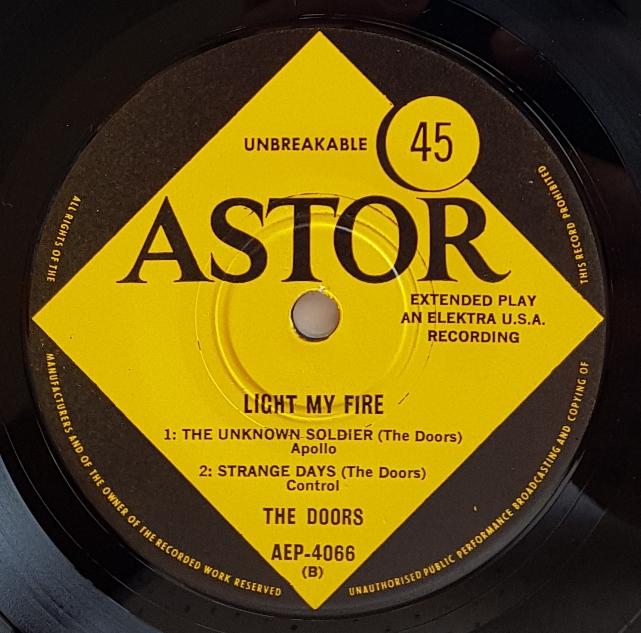 UNBREAKABLE 45
ASTOR
EXTENDED PLAY
AN ELEKTRA U.S.A.
RECORDING
LIGHT MY FIRE
1: THE UNKNOWN SOLDIER (The Doors)
Apollo
2: STRANGE DAYS (The Doors)
Control
THE DOORS
AEP-4066
(B)
ALL RIGHTS OF THE
MANUFACTURERS AND OF THE OWNER OF THE RECORDED WORK RESERVED
UNAUTHORISED PUBLIC PERFORMANCE BROADCASTING AND COPYING OF
THIS RECORD PROHIBITED